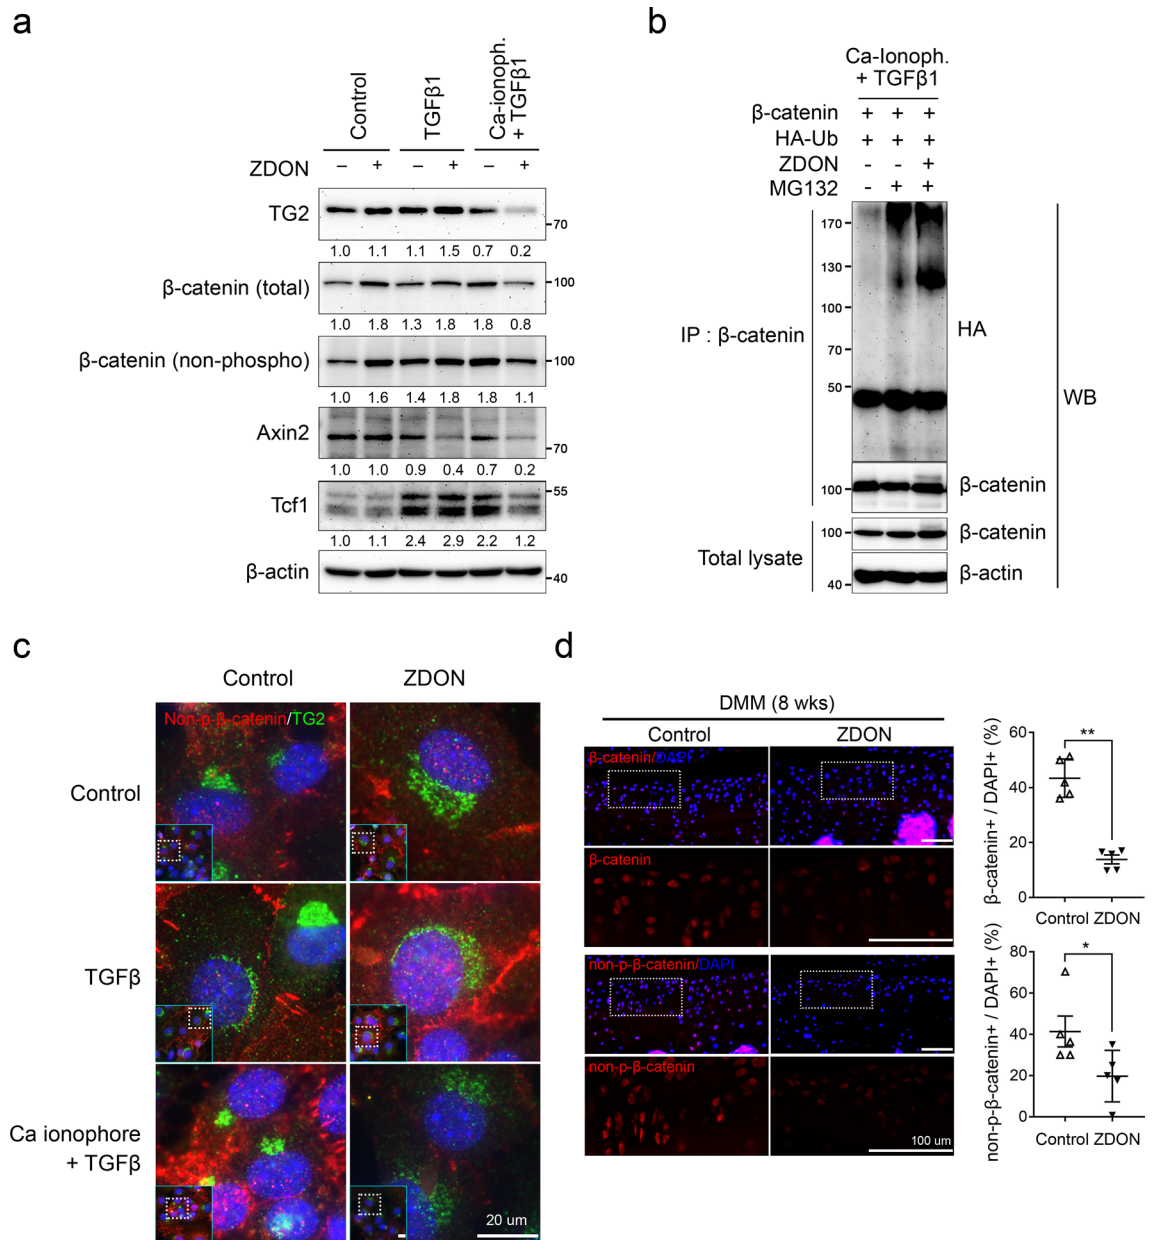 a
Control
TGFβ1
Ca-ionoph.
+ TGFβ1
ZDON – + – + – +
TG2
70
1.0 1.1 1.1 1.5 0.7 0.2
β-catenin (total)
100
1.0 1.8 1.3 1.8 1.8 0.8
β-catenin (non-phospho)
100
1.0 1.6 1.4 1.8 1.8 1.1
Axin2
70
1.0 1.0 0.9 0.4 0.7 0.2
Tcf1
55
1.0 1.1 2.4 2.9 2.2 1.2
β-actin
40
b
Ca-Ionoph.
+ TGFβ1
β-catenin + + +
HA-Ub + + +
ZDON - - +
MG132 - + +
170
130
100
70
50
IP : β-catenin
HA
WB
100
β-catenin
Total lysate
100
β-catenin
40
β-actin
c
Control
ZDON
Non-p-β-catenin/TG2
Control
TGFβ
Ca ionophore
+ TGFβ
20 um
d
DMM (8 wks)
Control
ZDON
β-catenin/DAPI
β-catenin
non-p-β-catenin/DAPI
non-p-β-catenin
100 um
β-catenin+ / DAPI+ (%)
60
40
20
0
**
Control ZDON
non-p-β-catenin+ / DAPI+ (%)
80
60
40
20
0
*
Control ZDON